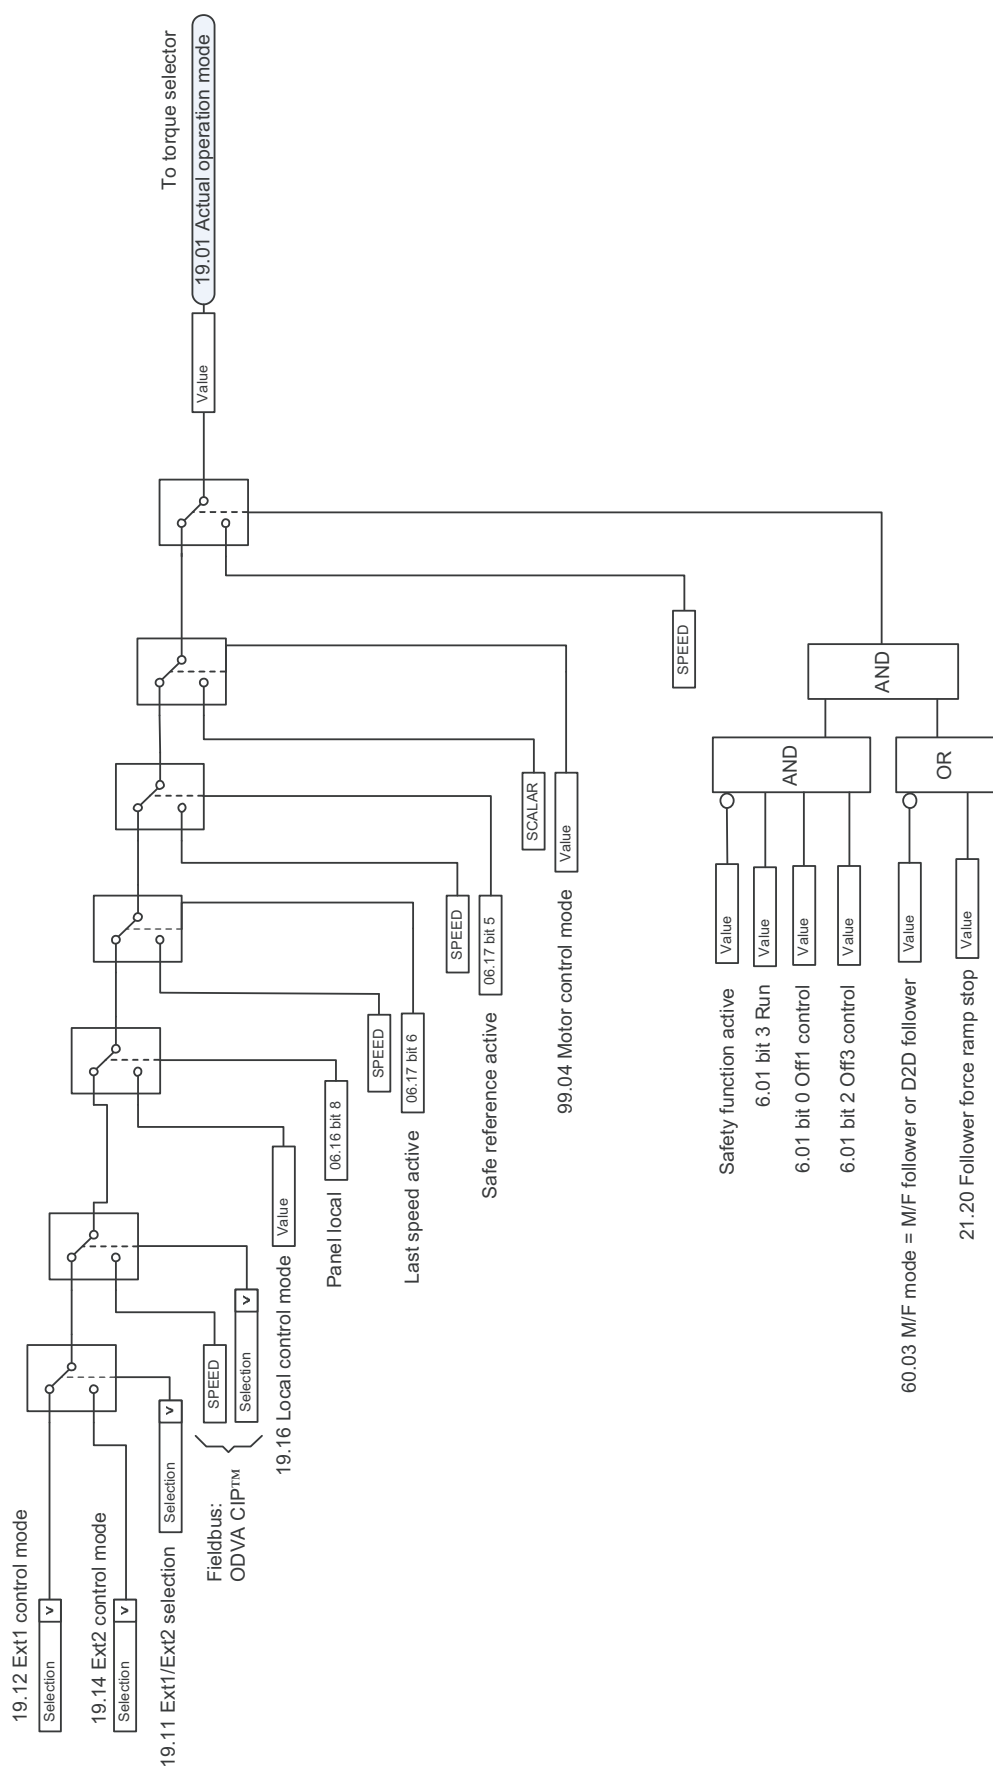 19.12 Ext1 control mode
Selection
v
19.14 Ext2 control mode
Selection
v
19.11 Ext1/Ext2 selection
Selection
v
Fieldbus:
ODVA CIP™
SPEED
Selection
v
19.16 Local control mode
Value
Panel local
06.16 bit 8
SPEED
Last speed active
06.17 bit 6
SPEED
Safe reference active
06.17 bit 5
SCALAR
99.04 Motor control mode
Value
SPEED
Value
19.01 Actual operation mode
To torque selector
Safety function active
Value
6.01 bit 3 Run
Value
6.01 bit 0 Off1 control
Value
6.01 bit 2 Off3 control
Value
AND
60.03 M/F mode = M/F follower or D2D follower
Value
21.20 Follower force ramp stop
Value
OR
AND